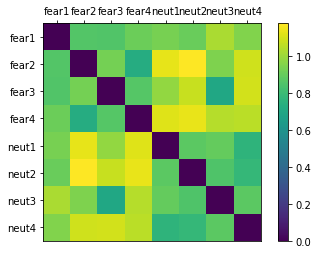 fear1 fear2 fear3 fear4 neut1 neut2 neut3 neut4
fear1
fear2
fear3
fear4
neut1
neut2
neut3
neut4
1.0
0.8
0.6
0.4
0.2
0.0